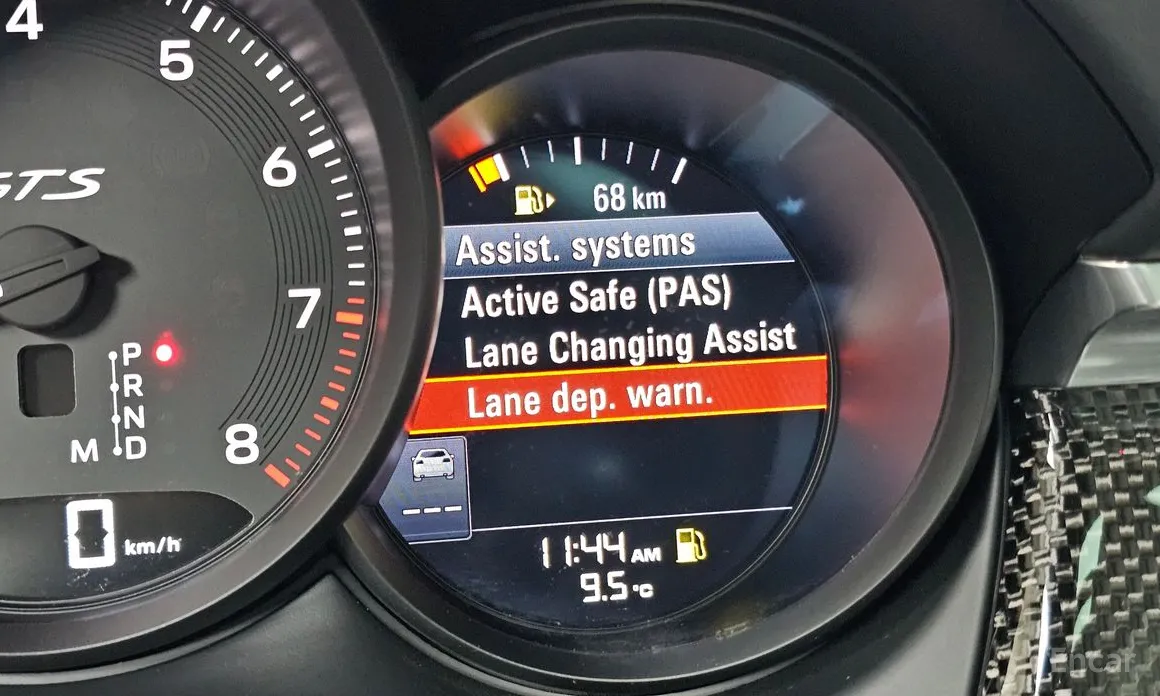 4
5
6
7
8
GTS
P
R
N
M D
0 km/h
68 km
Assist. systems
Active Safe (PAS)
Lane Changing Assist
Lane dep. warn.
11:44 AM
9.5 °C
Encar